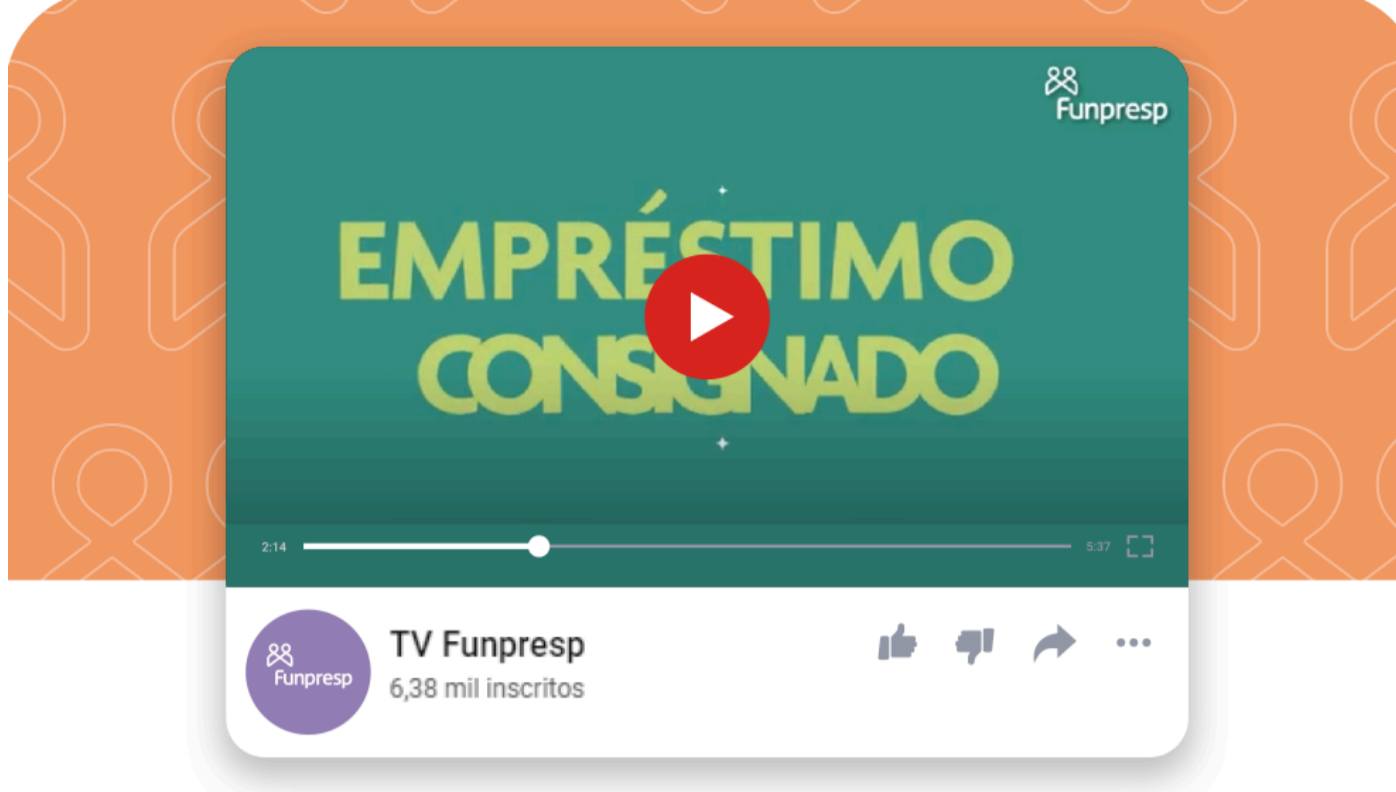 Funpresp
EMPRÉSTIMO
CONSIGNADO
2:14
5:37
Funpresp
TV Funpresp
6,38 mil inscritos